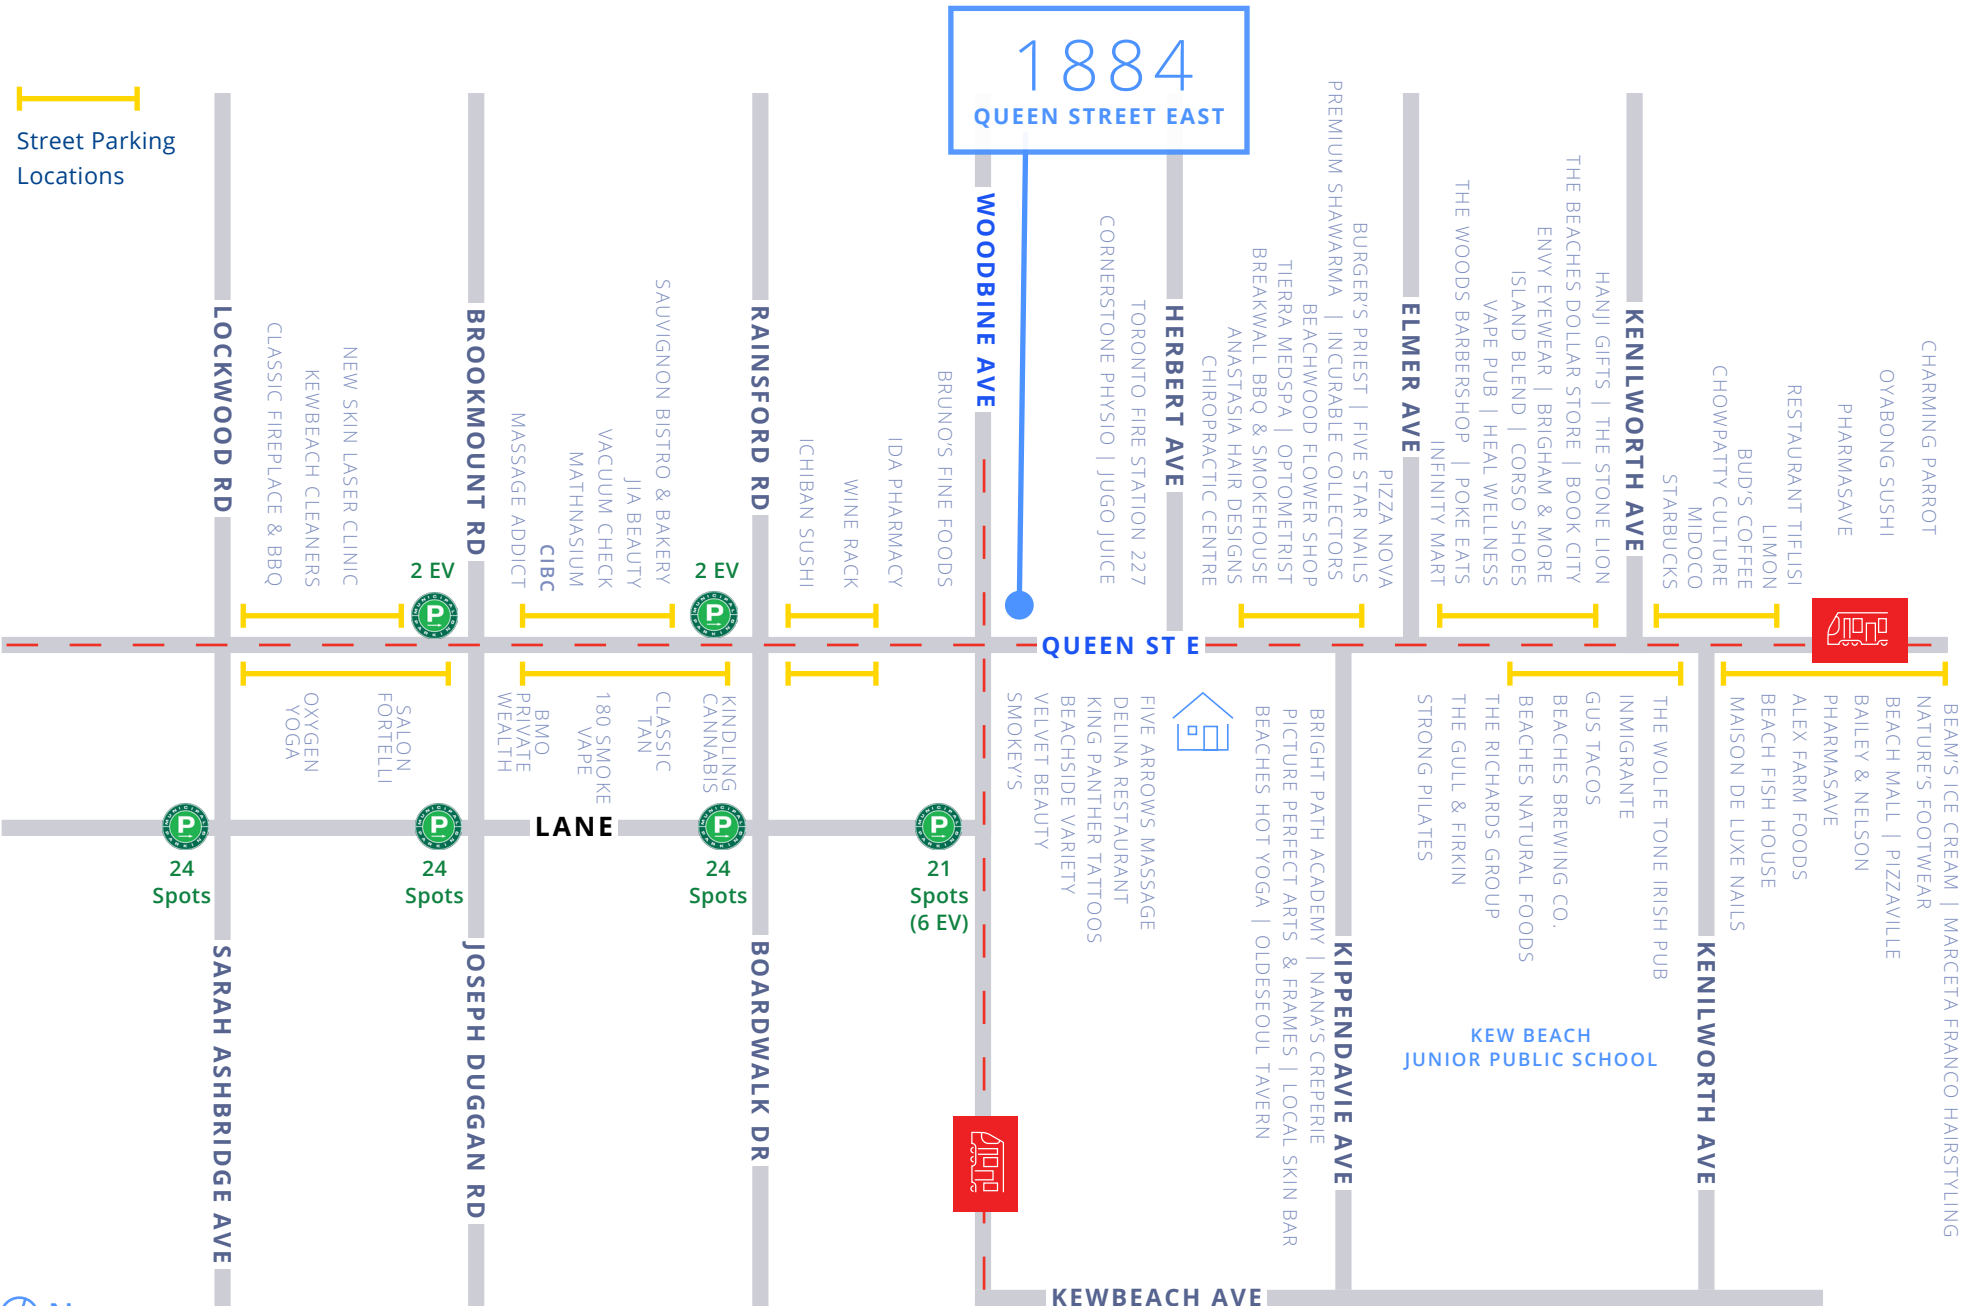 1884
QUEEN STREET EAST
Street Parking
Locations
LOCKWOOD RD
CLASSIC FIREPLACE & BBQ
KEWBEACH CLEANERS
NEW SKIN LASER CLINIC
2 EV
BROOKMOUNT RD
MASSAGE ADDICT
CIBC
MATHNASIUM
VACUUM CHECK
JIA BEAUTY
SAUVIGNON BISTRO & BAKERY
2 EV
RAINSFORD RD
ICHIBAN SUSHI
WINE RACK
IDA PHARMACY
BRUNO'S FINE FOODS
WOODBINE AVE
CORNERSTONE PHYSIO | JUGO JUICE
TORONTO FIRE STATION 227
HERBERT AVE
CHIROPRACTIC CENTRE
ANASTASIA HAIR DESIGNS
BREAKWALL BBQ & SMOKEHOUSE
TIERRA MEDSPA | OPTOMETRIST
BEACHWOOD FLOWER SHOP
PREMIUM SHAWARMA | INCURABLE COLLECTORS
BURGER'S PRIEST | FIVE STAR NAILS
PIZZA NOVA
ELMER AVE
INFINITY MART
THE WOODS BARBERSHOP | POKE EATS
VAPE PUB | HEAL WELLNESS
ISLAND BLEND | CORSO SHOES
ENVY EYEWEAR | BRIGHAM & MORE
THE BEACHES DOLLAR STORE | BOOK CITY
HANJI GIFTS | THE STONE LION
KENILWORTH AVE
STARBUCKS
MIDOCO
CHOWPATTY CULTURE
BUD'S COFFEE
LIMON
RESTAURANT TIFLISI
PHARMASAVE
OYABONG SUSHI
CHARMING PARROT
MUNICIPAL
P
PARKING
MUNICIPAL
P
PARKING
QUEEN ST E
OXYGEN
YOGA
SALON
FORTELLI
BMO
PRIVATE
WEALTH
180 SMOKE
VAPE
CLASSIC
TAN
KINDLING
CANNABIS
SMOKEY'S
VELVET BEAUTY
BEACHSIDE VARIETY
KING PANTHER TATTOOS
DELINA RESTAURANT
FIVE ARROWS MASSAGE
BEACHES HOT YOGA | OLDESEOUL TAVERN
PICTURE PERFECT ARTS & FRAMES | LOCAL SKIN BAR
BRIGHT PATH ACADEMY | NANA'S CREPERIE
STRONG PILATES
THE GULL & FIRKIN
THE RICHARDS GROUP
BEACHES NATURAL FOODS
BEACHES BREWING CO.
GUS TACOS
INMIGRANTE
THE WOLFE TONE IRISH PUB
MAISON DE LUXE NAILS
BEACH FISH HOUSE
ALEX FARM FOODS
PHARMASAVE
BAILEY & NELSON
BEACH MALL | PIZZAVILLE
NATURE'S FOOTWEAR
BEAM'S ICE CREAM | MARCETA FRANCO HAIRSTYLING
MUNICIPAL
P
PARKING
MUNICIPAL
P
PARKING
LANE
MUNICIPAL
P
PARKING
MUNICIPAL
P
PARKING
24
Spots
24
Spots
24
Spots
21
Spots
(6 EV)
SARAH ASHBRIDGE AVE
JOSEPH DUGGAN RD
BOARDWALK DR
KIPPENDAVIE AVE
KEW BEACH
JUNIOR PUBLIC SCHOOL
KENILWORTH AVE
KEWBEACH AVE